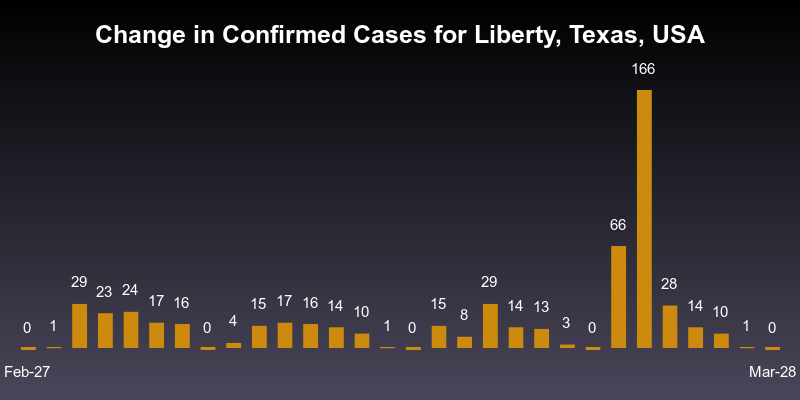 Change in Confirmed Cases for Liberty, Texas, USA
166
66
29 23 24 17 16 0 4 15 17 16 14 10 1 0 15 8 29 14 13 3 0 28 14 10 1 0
0 1
Feb-27 Mar-28